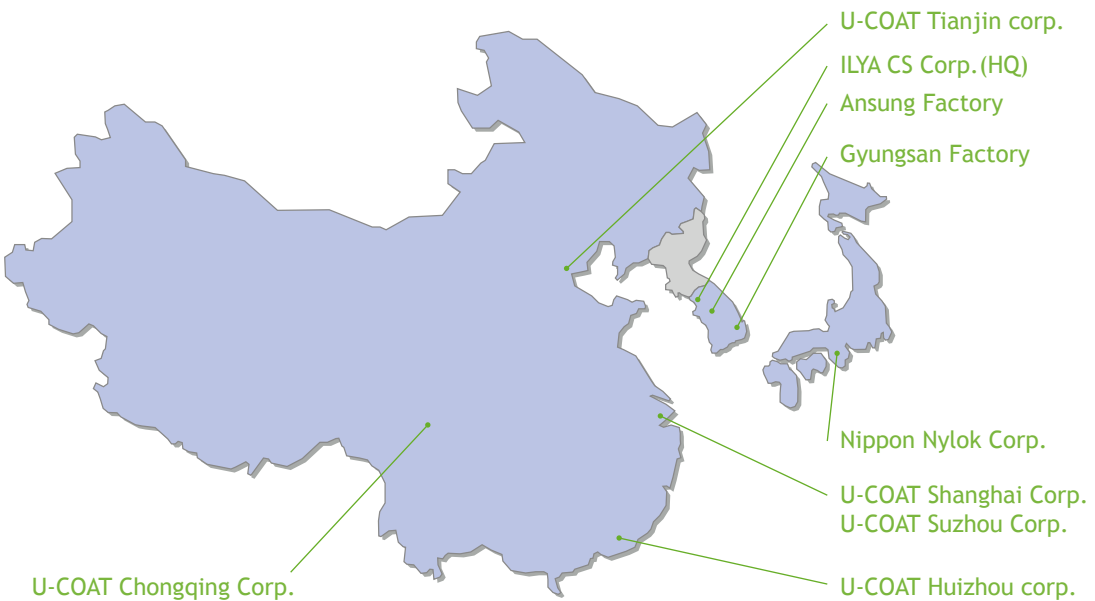 U-COAT Tianjin corp.
ILYA CS Corp.(HQ)
Ansung Factory
Gyungsan Factory
Nippon Nylok Corp.
U-COAT Shanghai Corp.
U-COAT Suzhou Corp.
U-COAT Chongqing Corp.
U-COAT Huizhou corp.